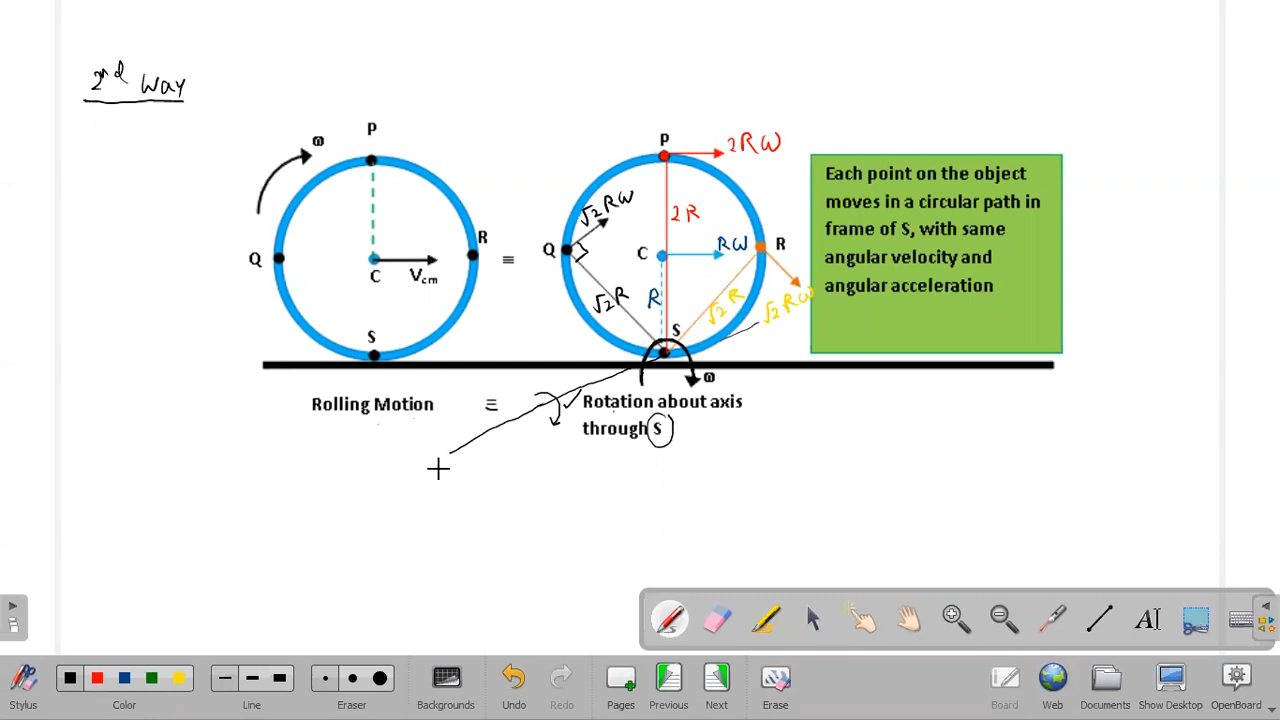 2nd Way
P
ω
Q
R
C
Vcm
S
≡
P
2Rω
√2Rω
2R
Q
C
Rω
R
√2R
R
√2R
S
√2Rω
ω
Each point on the object
moves in a circular path in
frame of S, with same
angular velocity and
angular acceleration
Rolling Motion
≡
Rotation about axis
through S
Stylus
Color
Line
Eraser
Backgrounds
Undo
Redo
Pages
Previous
Next
Erase
Board
Web
Documents
Show Desktop
OpenBoard